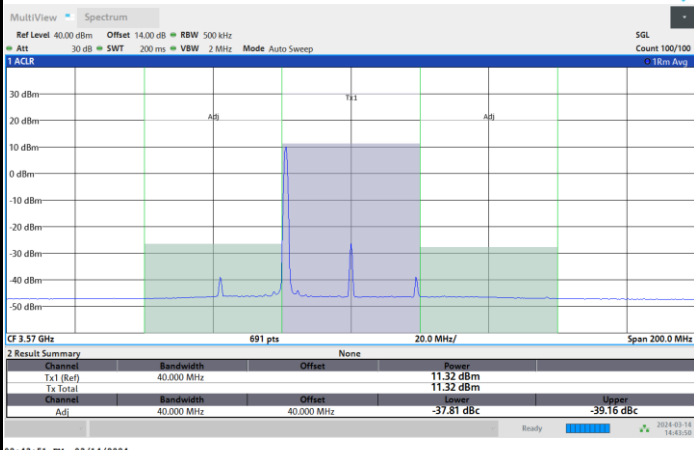 MultiView Spectrum
Ref Level 40.00 dBm Offset 14.00 dB RBW 500 kHz SGL
Att 30 dB SWT 200 ms VBW 2 MHz Mode Auto Sweep Count 100/100
1 ACLR 1Rm Avg
Tx1
30 dBm
Adj Adj
20 dBm
10 dBm
0 dBm
-10 dBm
-20 dBm
-30 dBm
-40 dBm
-50 dBm
CF 3.57 GHz 691 pts 20.0 MHz/ Span 200.0 MHz
2 Result Summary None
Channel Bandwidth Offset Power
Tx1 (Ref) 40.000 MHz 11.32 dBm
Tx Total 11.32 dBm
Channel Bandwidth Offset Lower Upper
Adj 40.000 MHz 40.000 MHz -37.81 dBc -39.16 dBc
Ready 2024-03-14
14:43:50